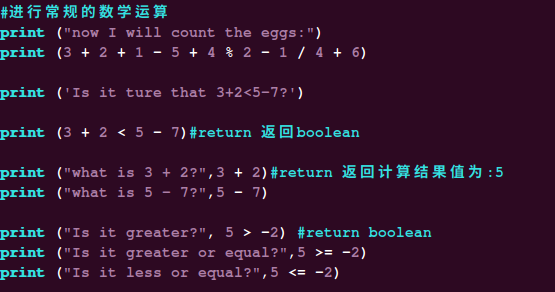 #进行常规的数学运算
print ("now I will count the eggs:")
print (3 + 2 + 1 - 5 + 4 % 2 - 1 / 4 + 6)
print ('Is it ture that 3+2<5-7?')
print (3 + 2 < 5 - 7)#return 返回boolean
print ("what is 3 + 2?",3 + 2)#return 返回计算结果值为:5
print ("what is 5 - 7?",5 - 7)
print ("Is it greater?", 5 > -2) #return boolean
print ("Is it greater or equal?",5 >= -2)
print ("Is it less or equal?",5 <= -2)